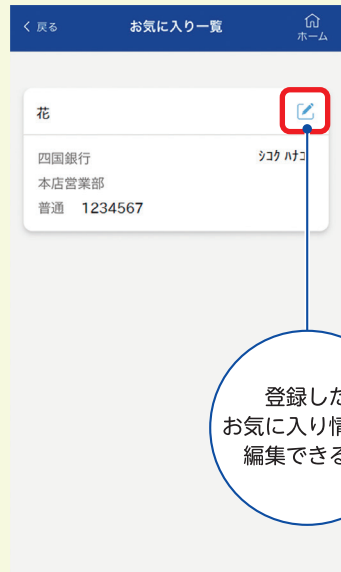 戻る
お気に入り一覧
ホーム
花
四国銀行
ｼｺｸ ﾊﾅｺ
本店営業部
普通 1234567
登録した
お気に入り情
編集できる